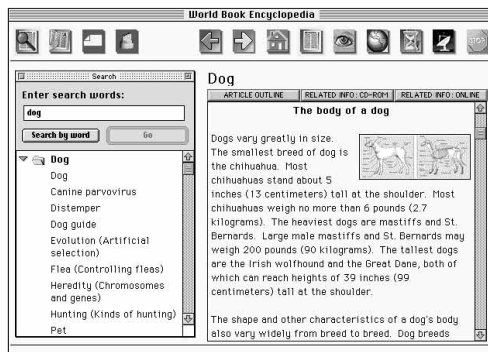 World Book Encyclopedia
Search
Enter search words:
dog
Search by word
Go
Dog
Dog
Canine parvovirus
Distemper
Dog guide
Evolution (Artificial
selection)
Flea (Controlling fleas)
Heredity (Chromosomes
and genes)
Hunting (Kinds of hunting)
Pet
Dog
ARTICLE OUTLINE
RELATED INFO: CD-ROM
RELATED INFO: ONLINE
The body of a dog
Dogs vary greatly in size.
The smallest breed of dog is
the chihuahua. Most
chihuahuas stand about 5
inches (13 centimeters) tall at the shoulder. Most
chihuahuas weigh no more than 6 pounds (2.7
kilograms). The heaviest dogs are mastiffs and St.
Bernards. Large male mastiffs and St. Bernards may
weigh 200 pounds (90 kilograms). The tallest dogs
are the Irish wolfhound and the Great Dane, both of
which can reach heights of 39 inches (99
centimeters) tall at the shoulder.
The shape and other characteristics of a dog's body
also vary widely from breed to breed. Dog breeds